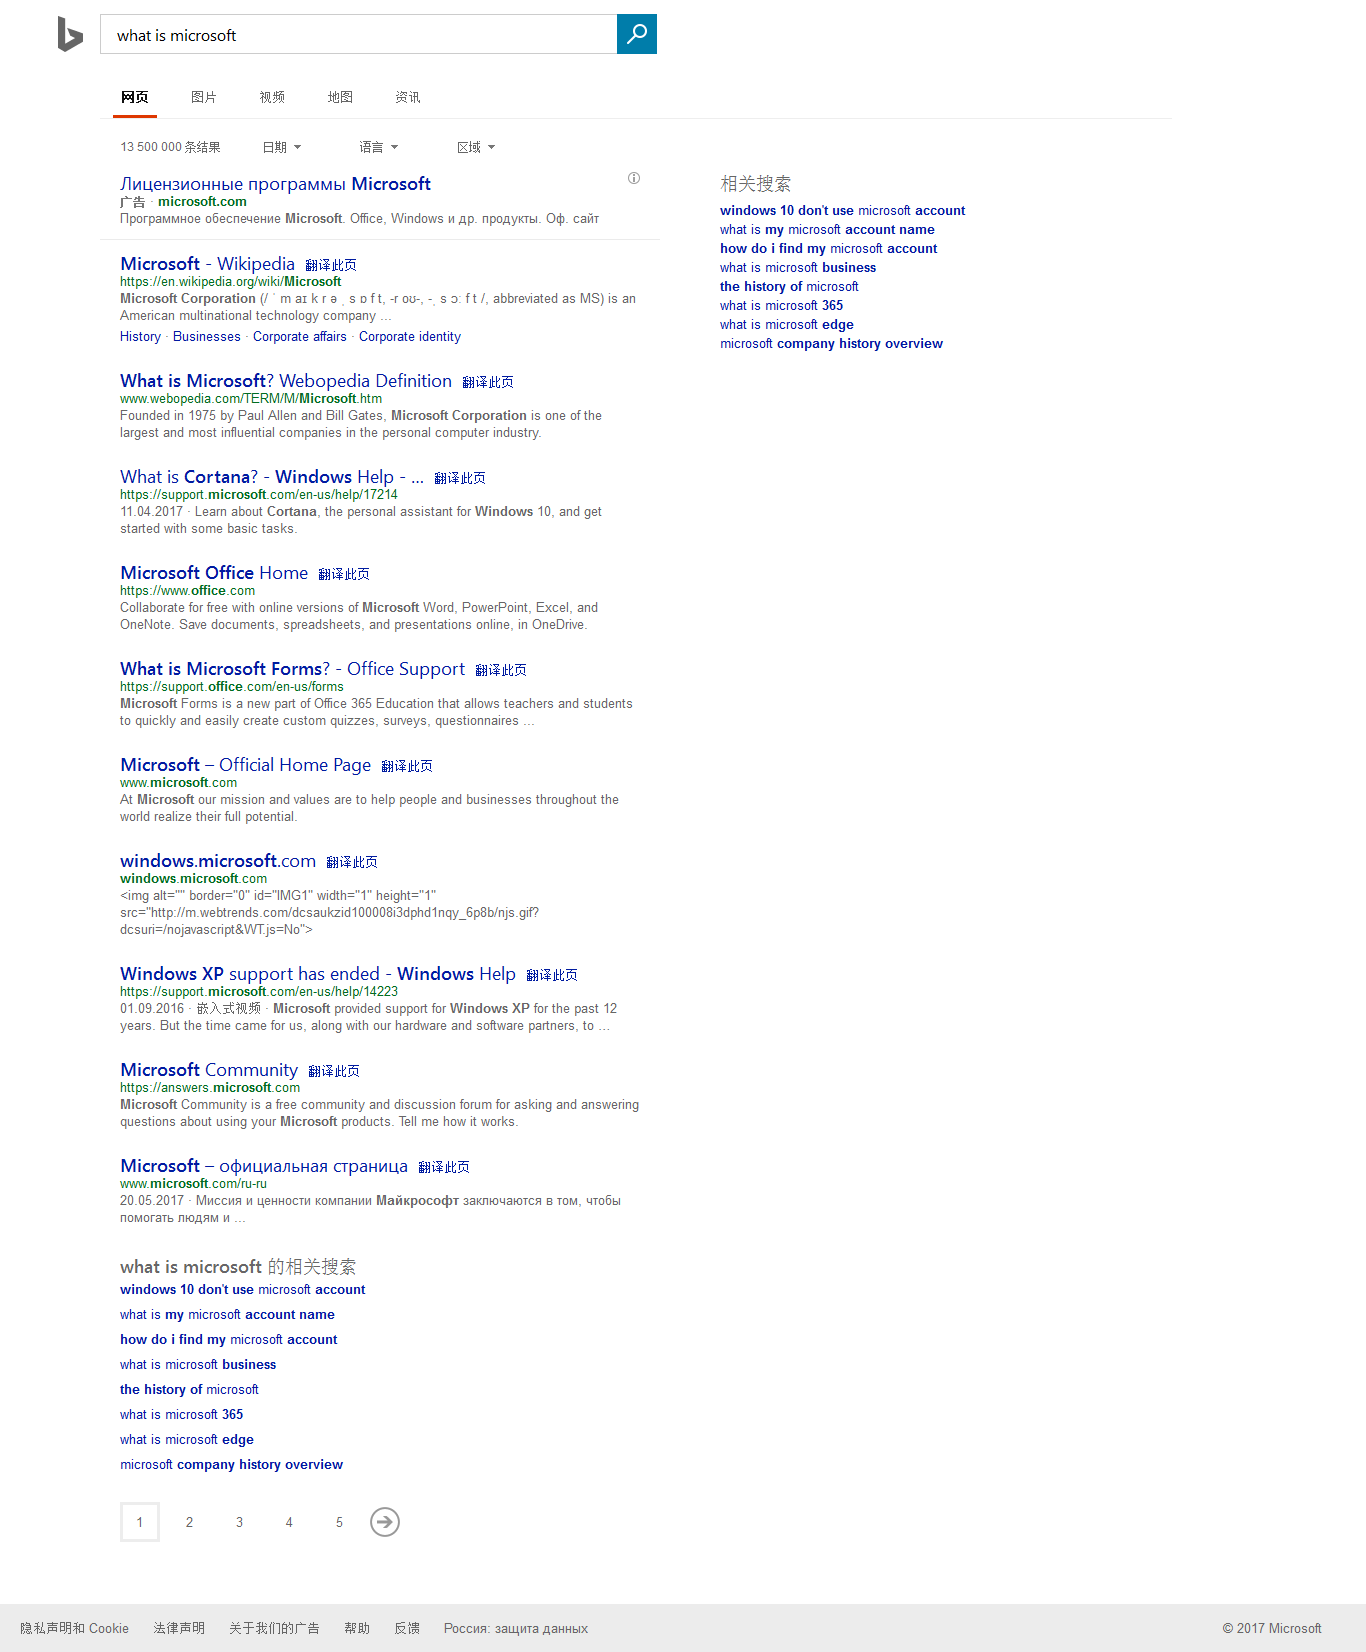 what is microsoft
网页 图片 视频 地图 资讯
13 500 000 条结果 日期 语言 区域
Лицензионные программы Microsoft
广告 · microsoft.com
Программное обеспечение Microsoft. Office, Windows и др. продукты. Оф. сайт
Microsoft - Wikipedia 翻译此页
https://en.wikipedia.org/wiki/Microsoft
Microsoft Corporation (/ ˈ m aɪ k r ə ˌ s ɒ f t, -r oʊ-, -ˌ s ɔː f t /, abbreviated as MS) is an
American multinational technology company ...
History · Businesses · Corporate affairs · Corporate identity
What is Microsoft? Webopedia Definition 翻译此页
www.webopedia.com/TERM/M/Microsoft.htm
Founded in 1975 by Paul Allen and Bill Gates, Microsoft Corporation is one of the
largest and most influential companies in the personal computer industry.
What is Cortana? - Windows Help - ... 翻译此页
https://support.microsoft.com/en-us/help/17214
11.04.2017 · Learn about Cortana, the personal assistant for Windows 10, and get
started with some basic tasks.
Microsoft Office Home 翻译此页
https://www.office.com
Collaborate for free with online versions of Microsoft Word, PowerPoint, Excel, and
OneNote. Save documents, spreadsheets, and presentations online, in OneDrive.
What is Microsoft Forms? - Office Support 翻译此页
https://support.office.com/en-us/forms
Microsoft Forms is a new part of Office 365 Education that allows teachers and students
to quickly and easily create custom quizzes, surveys, questionnaires ...
Microsoft – Official Home Page 翻译此页
www.microsoft.com
At Microsoft our mission and values are to help people and businesses throughout the
world realize their full potential.
windows.microsoft.com 翻译此页
windows.microsoft.com
<img alt="" border="0" id="IMG1" width="1" height="1"
src="http://m.webtrends.com/dcsaukzid100008i3dphd1nqy_6p8b/njs.gif?
dcsuri=/nojavascript&WT.js=No">
Windows XP support has ended - Windows Help 翻译此页
https://support.microsoft.com/en-us/help/14223
01.09.2016 · 嵌入式视频 · Microsoft provided support for Windows XP for the past 12
years. But the time came for us, along with our hardware and software partners, to ...
Microsoft Community 翻译此页
https://answers.microsoft.com
Microsoft Community is a free community and discussion forum for asking and answering
questions about using your Microsoft products. Tell me how it works.
Microsoft – официальная страница 翻译此页
www.microsoft.com/ru-ru
20.05.2017 · Миссия и ценности компании Майкрософт заключаются в том, чтобы
помогать людям и ...
what is microsoft 的相关搜索
windows 10 don't use microsoft account
what is my microsoft account name
how do i find my microsoft account
what is microsoft business
the history of microsoft
what is microsoft 365
what is microsoft edge
microsoft company history overview
1 2 3 4 5
相关搜索
windows 10 don't use microsoft account
what is my microsoft account name
how do i find my microsoft account
what is microsoft business
the history of microsoft
what is microsoft 365
what is microsoft edge
microsoft company history overview
隐私声明和 Cookie 法律声明 关于我们的广告 帮助 反馈 Россия: защита данных © 2017 Microsoft